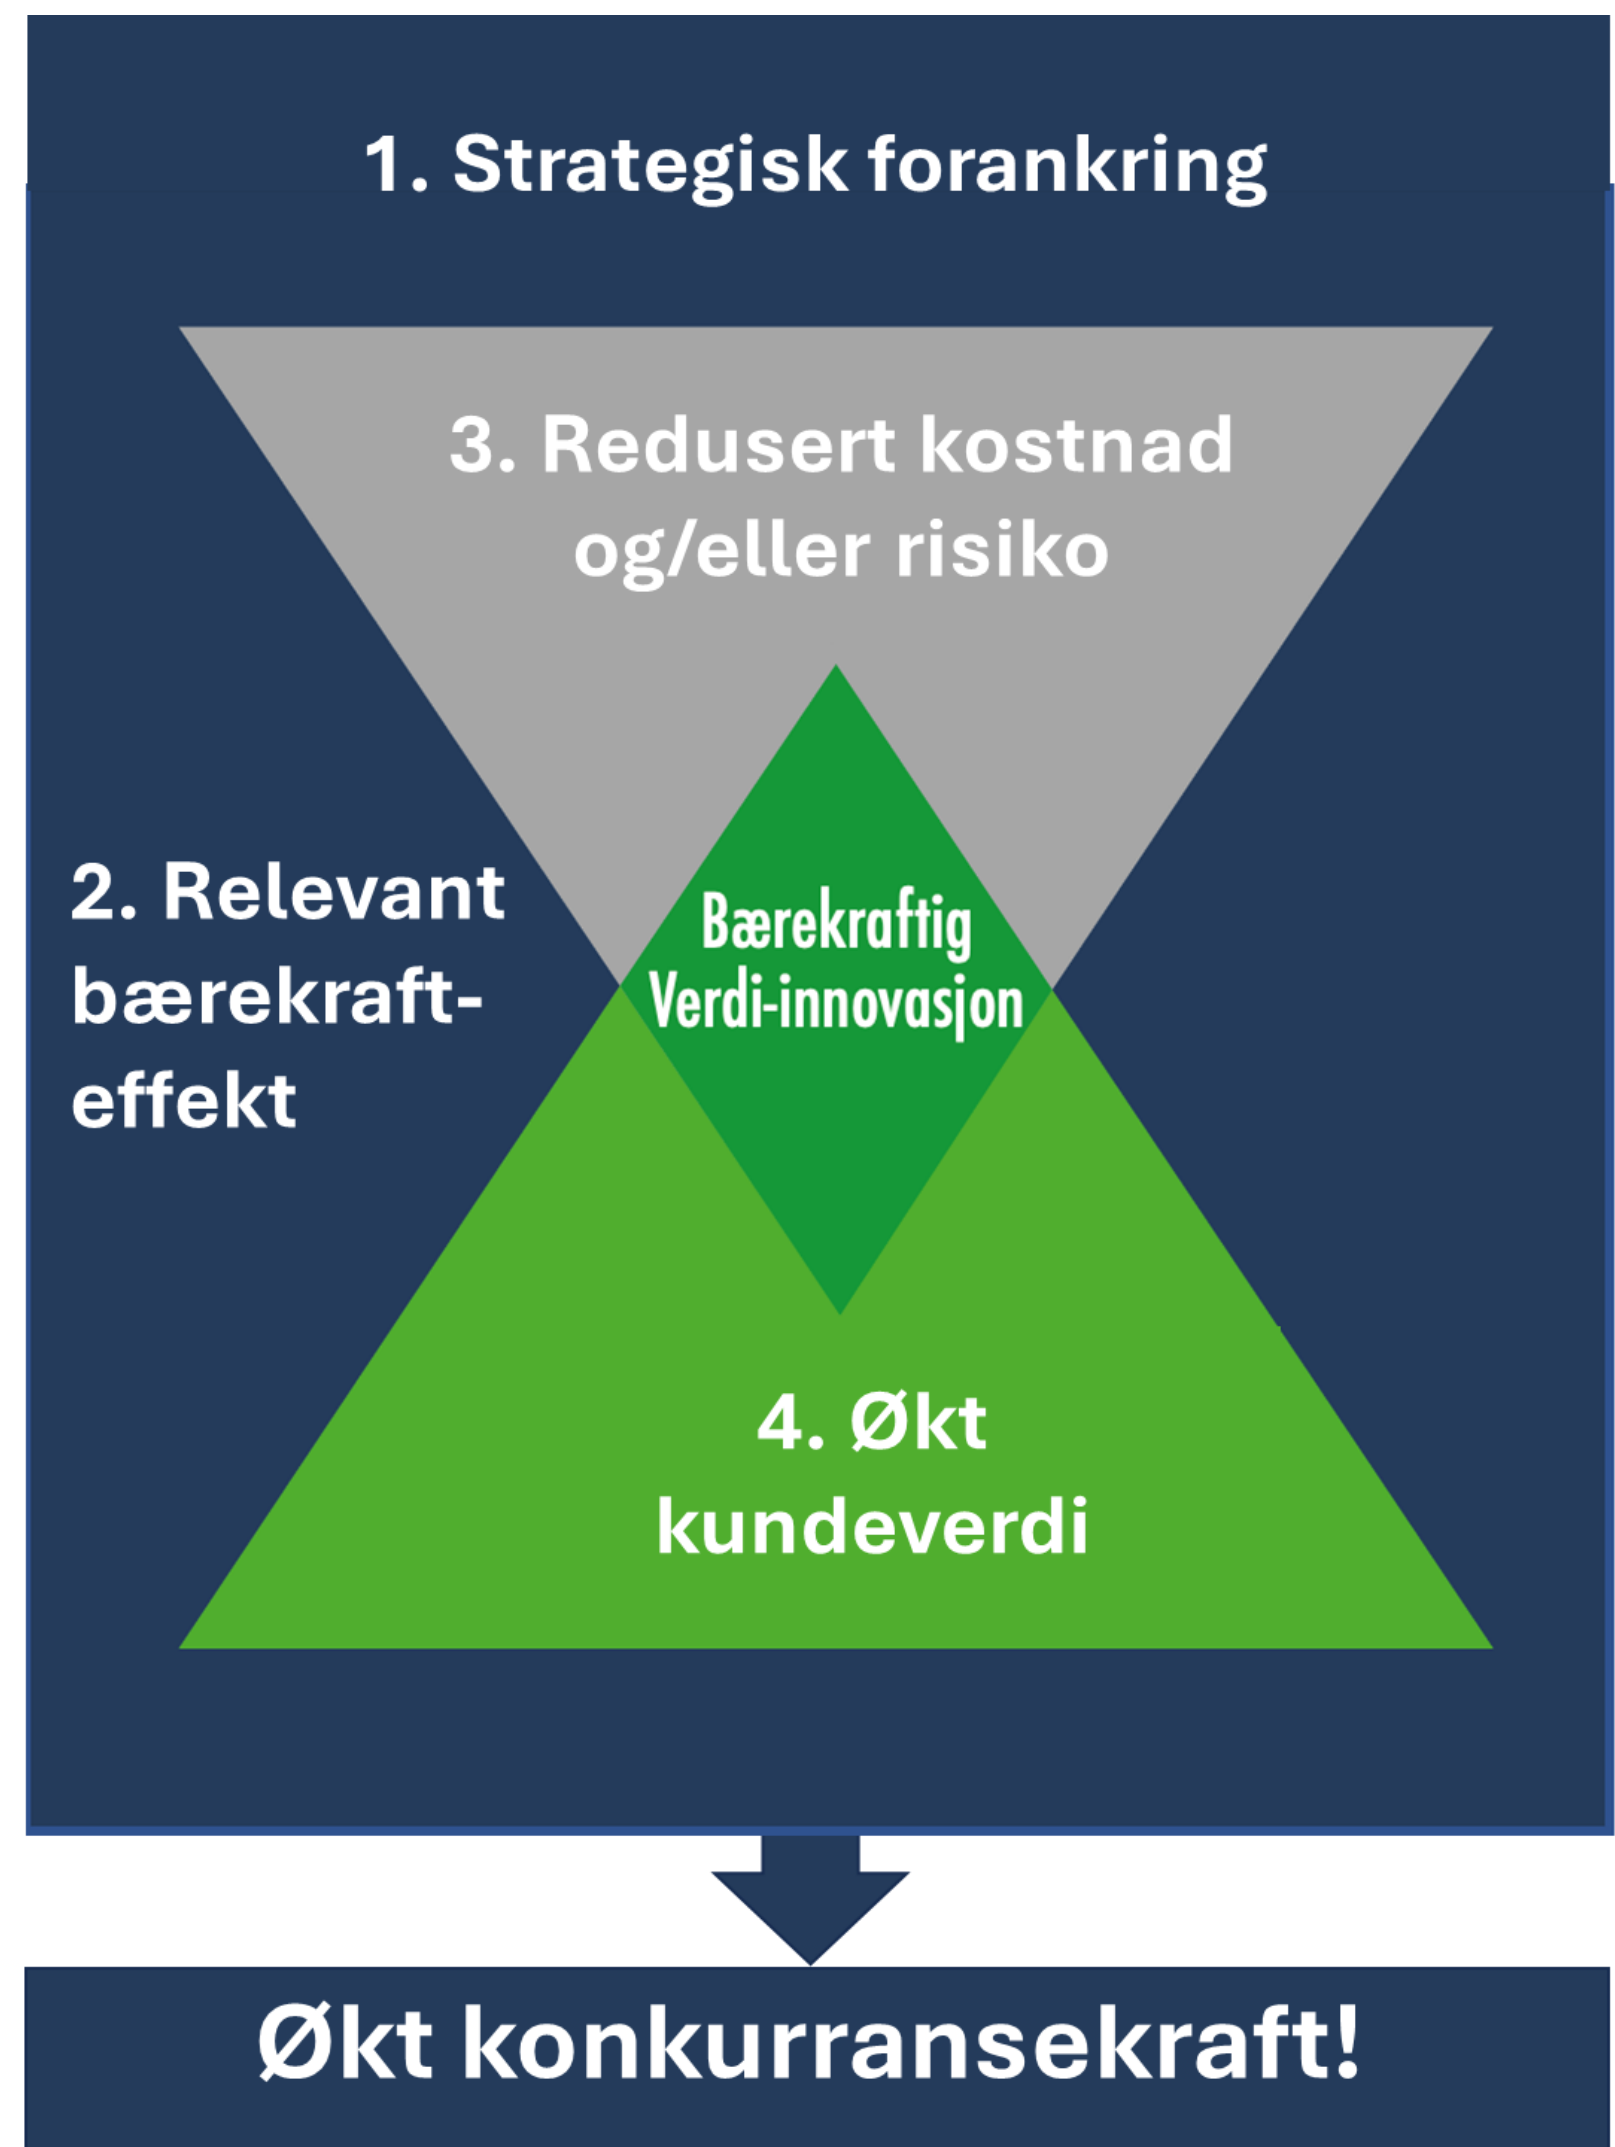 1. Strategisk forankring
3. Redusert kostnad
og/eller risiko
2. Relevant
bærekraft-
effekt
Bærekraftig
Verdi-innovasjon
4. Økt
kundeverdi
Økt konkurransekraft!